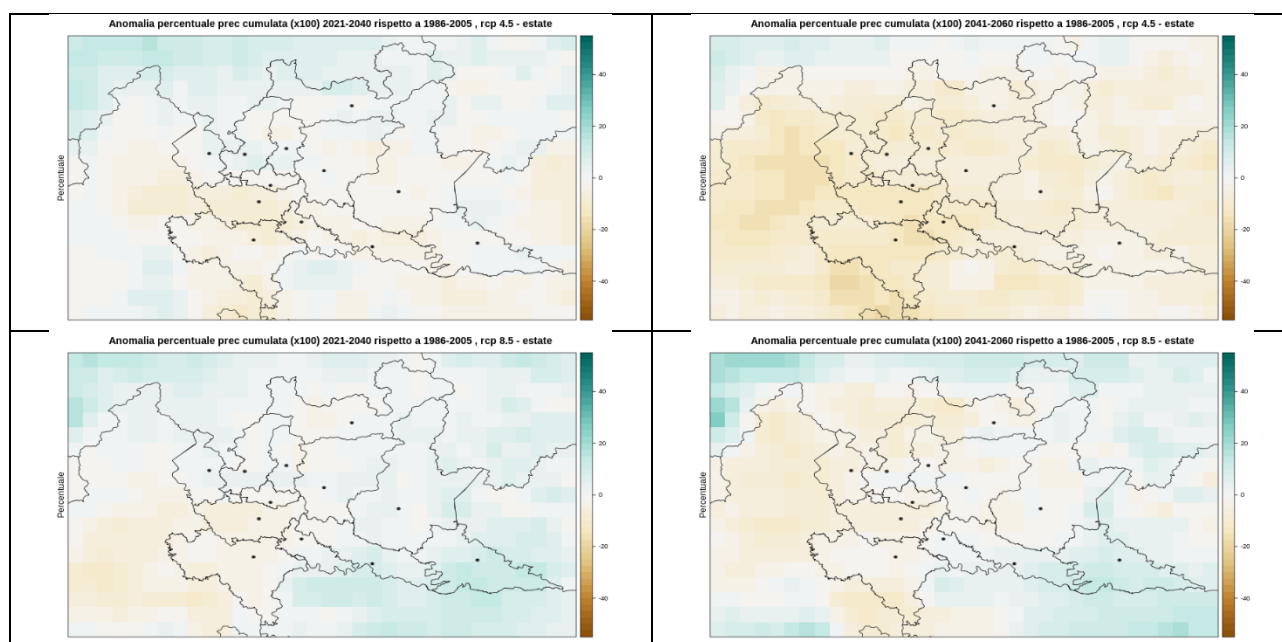 Anomalia percentuale prec cumulata (x100) 2021-2040 rispetto a 1986-2005 , rcp 4.5 - estate
Percentuale
40
20
0
-20
-40
Anomalia percentuale prec cumulata (x100) 2041-2060 rispetto a 1986-2005 , rcp 4.5 - estate
Percentuale
40
20
0
-20
-40
Anomalia percentuale prec cumulata (x100) 2021-2040 rispetto a 1986-2005 , rcp 8.5 - estate
Percentuale
40
20
0
-20
-40
Anomalia percentuale prec cumulata (x100) 2041-2060 rispetto a 1986-2005 , rcp 8.5 - estate
Percentuale
40
20
0
-20
-40